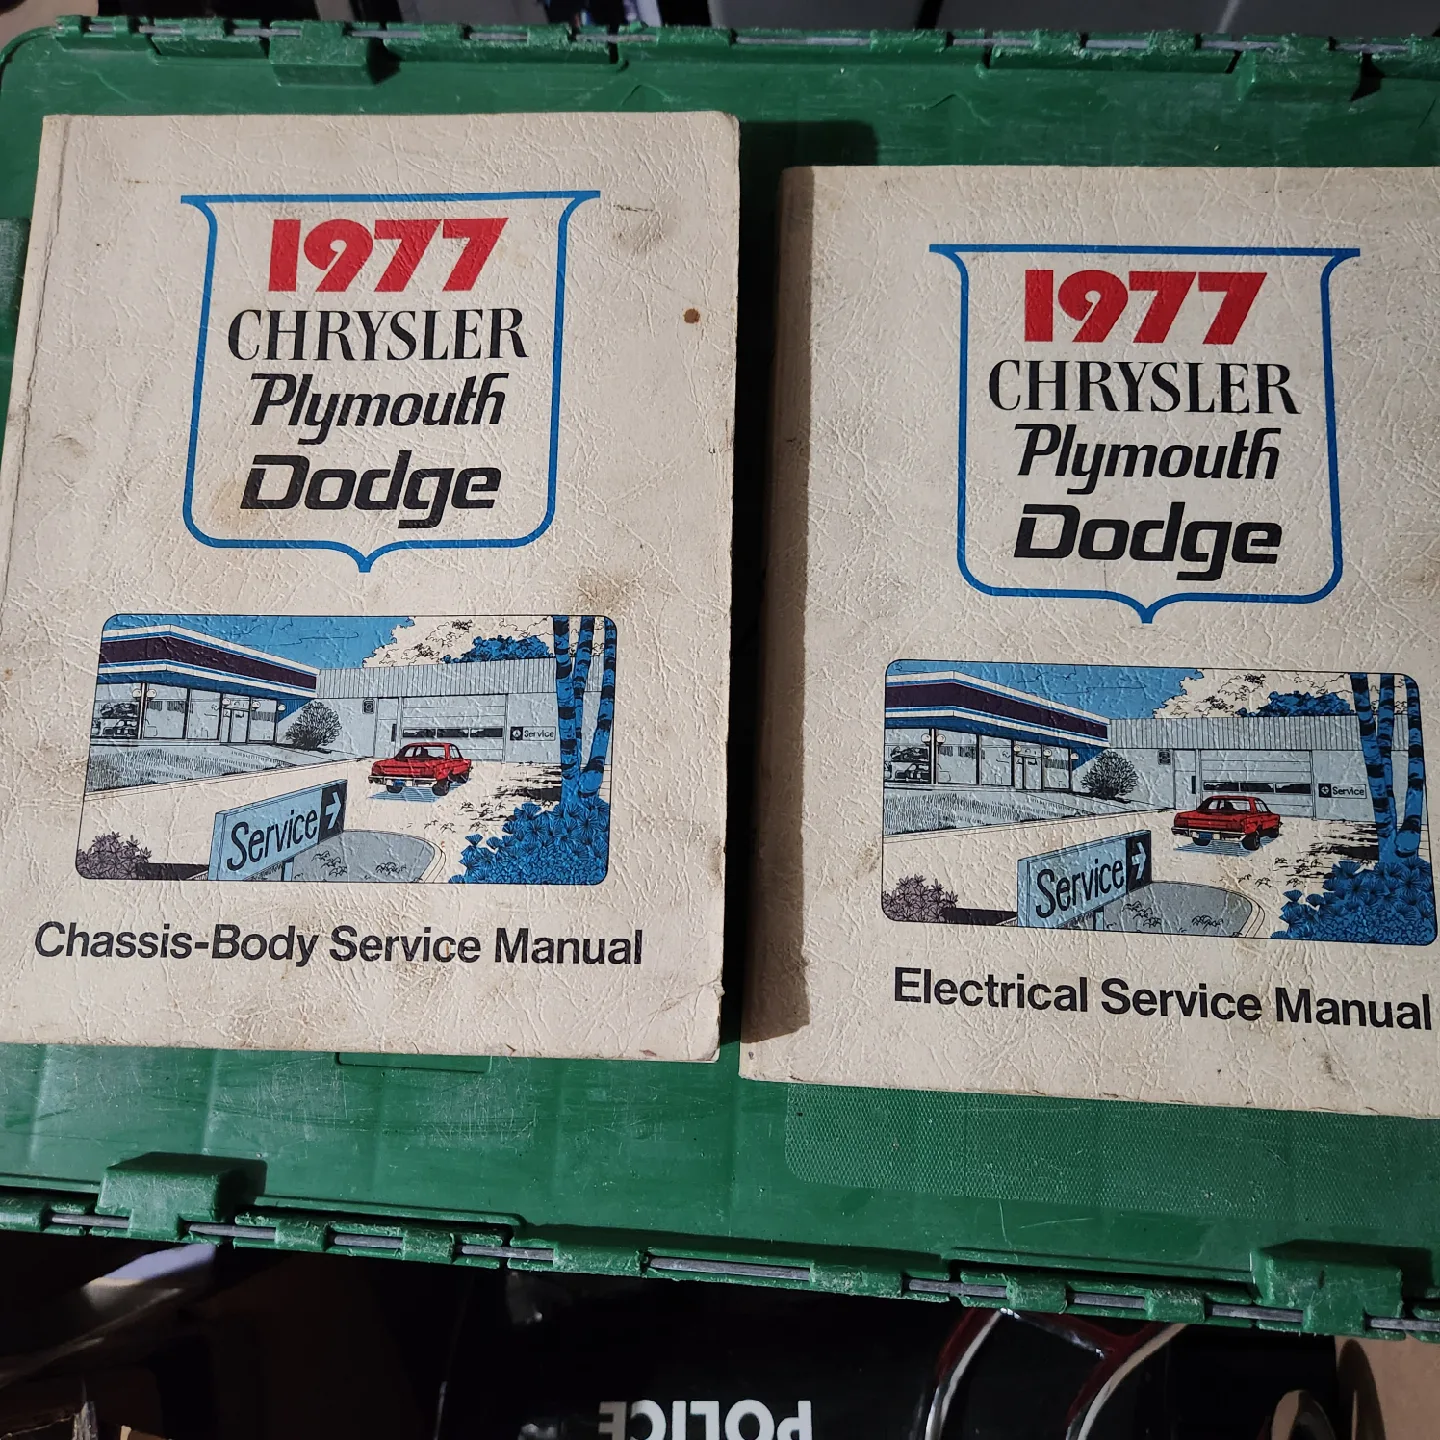 1977
CHRYSLER
Plymouth
Dodge
Service
Service
Chassis-Body Service Manual
1977
CHRYSLER
Plymouth
Dodge
Service
Service
Electrical Service Manual
POLICE